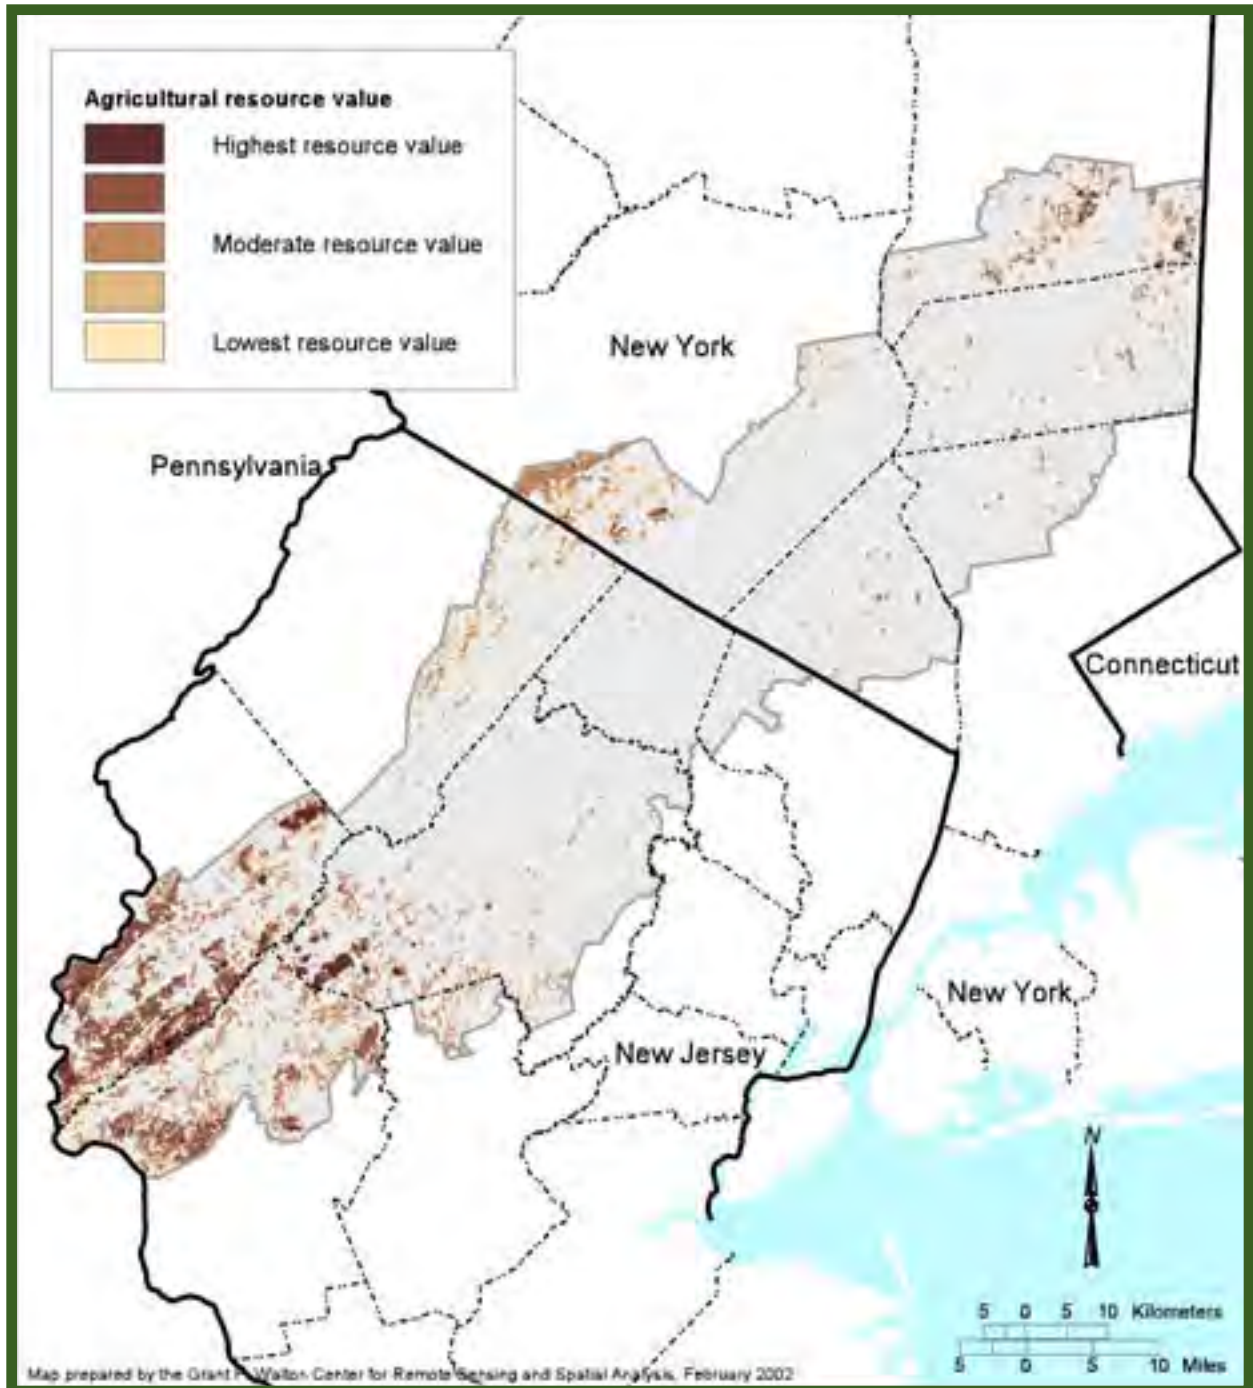 Agricultural resource value
Highest resource value
Moderate resource value
Lowest resource value
New York
Pennsylvania
Connecticut
New York
New Jersey
N
5 0 5 10 Kilometers
5 0 5 10 Miles
Map prepared by the Grant F. Walton Center for Remote Sensing and Spatial Analysis, February 2002